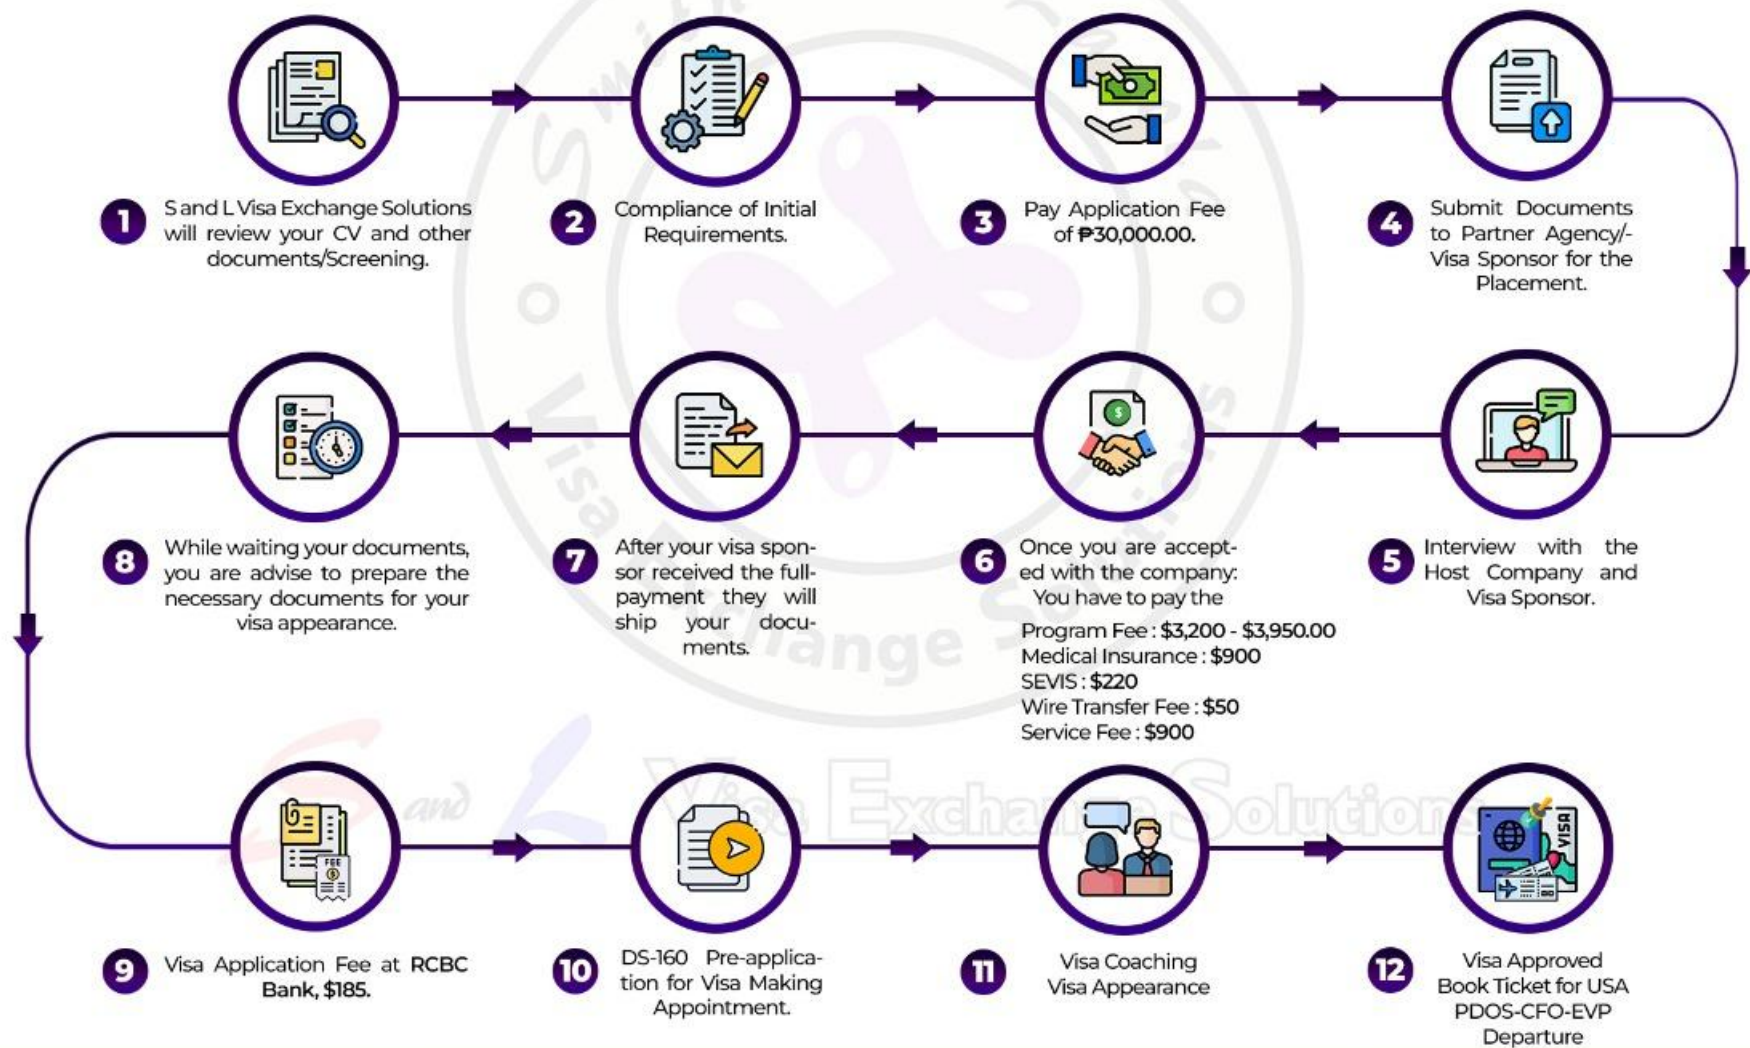 1
S and L Visa Exchange Solutions
will review your CV and other
documents/Screening.
2
Compliance of Initial
Requirements.
3
Pay Application Fee
of ₱30,000.00.
4
Submit Documents
to Partner Agency/-
Visa Sponsor for the
Placement.
5
Interview with the
Host Company and
Visa Sponsor.
6
Once you are accept-
ed with the company:
You have to pay the
Program Fee : $3,200 - $3,950.00
Medical Insurance : $900
SEVIS : $220
Wire Transfer Fee : $50
Service Fee : $900
7
After your visa spon-
sor received the full-
payment they will
ship your docu-
ments.
8
While waiting your documents,
you are advise to prepare the
necessary documents for your
visa appearance.
FEE
9
Visa Application Fee at RCBC
Bank, $185.
10
DS-160 Pre-applica-
tion for Visa Making
Appointment.
11
Visa Coaching
Visa Appearance
VISA
12
Visa Approved
Book Ticket for USA
PDOS-CFO-EVP
Departure
S and L Visa Exchange Solutions
Visa Exchange Solutions